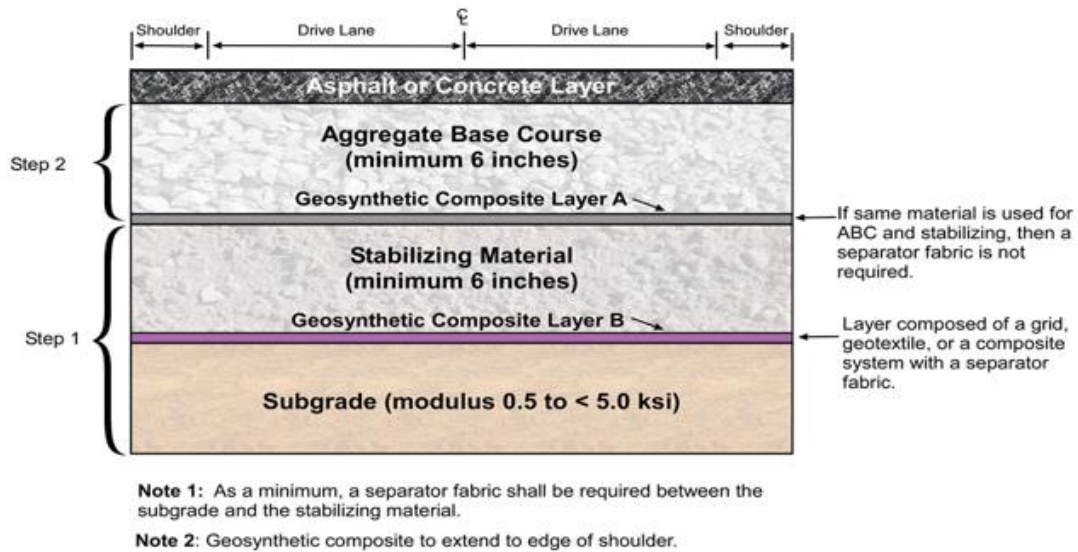 ℄
Shoulder
Drive Lane
Drive Lane
Shoulder
Asphalt or Concrete Layer
Step 2
Aggregate Base Course
(minimum 6 inches)
Geosynthetic Composite Layer A
If same material is used for
ABC and stabilizing, then a
separator fabric is not
required.
Stabilizing Material
(minimum 6 inches)
Geosynthetic Composite Layer B
Step 1
Layer composed of a grid,
geotextile, or a composite
system with a separator
fabric.
Subgrade (modulus 0.5 to < 5.0 ksi)
Note 1: As a minimum, a separator fabric shall be required between the
subgrade and the stabilizing material.
Note 2: Geosynthetic composite to extend to edge of shoulder.